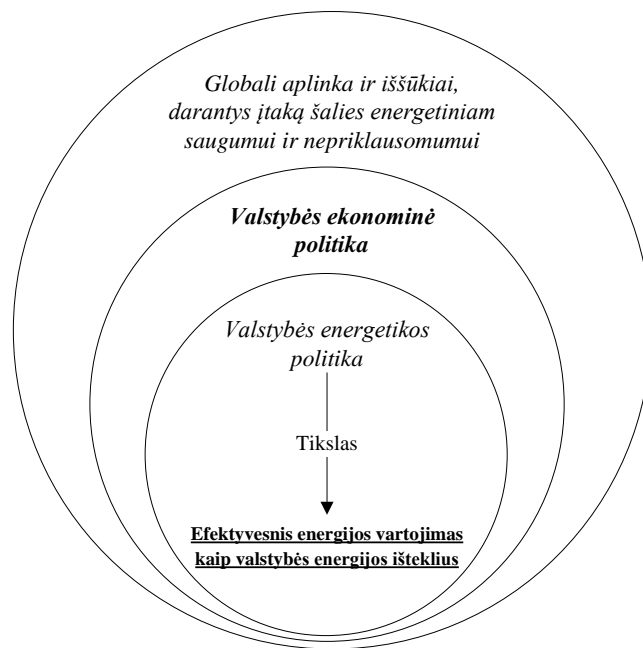 Globali aplinka ir iššūkiai,
darantys įtaką šalies energetiniam
saugumui ir nepriklausomumui
Valstybės ekonominė
politika
Valstybės energetikos
politika
Tikslas
Efektyvesnis energijos vartojimas
kaip valstybės energijos išteklius